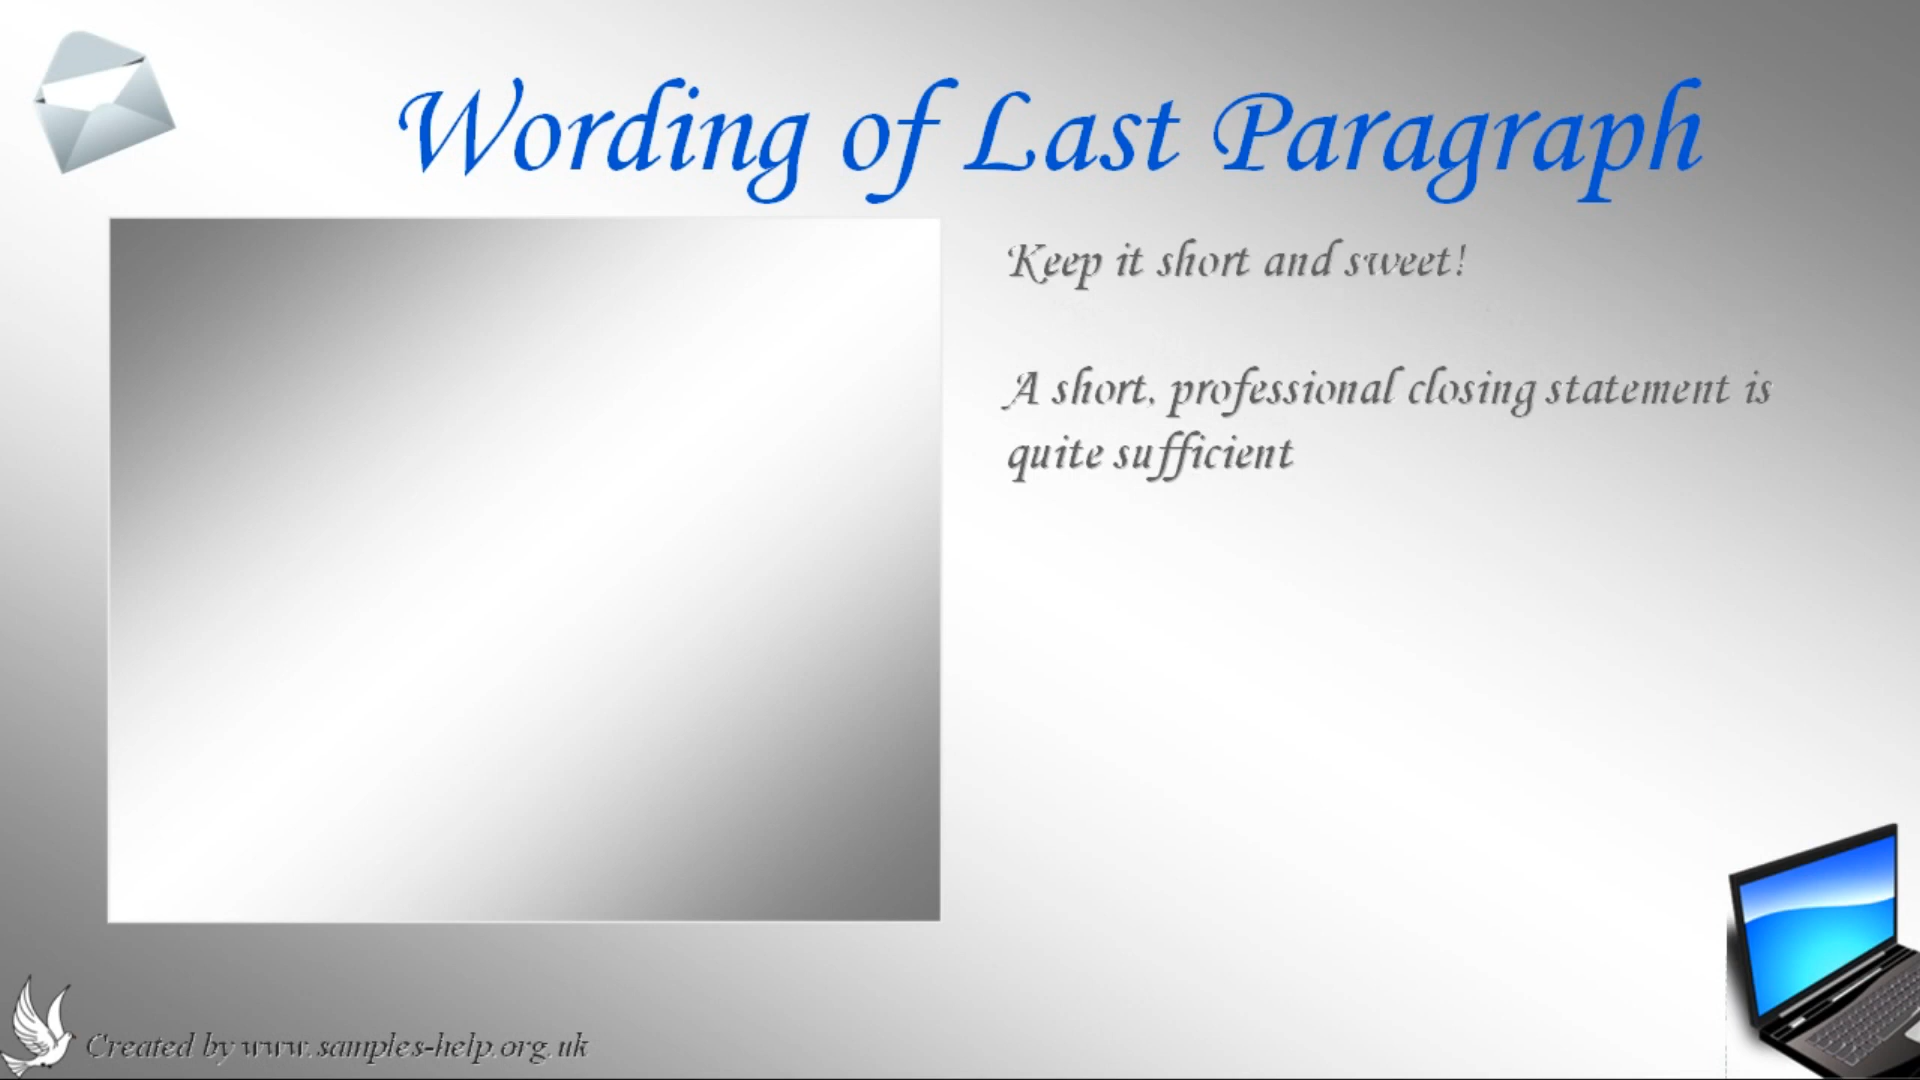 Wording of Last Paragraph
Keep it short and sweet!
A short, professional closing statement is
quite sufficient
Created by www.samples-help.org.uk